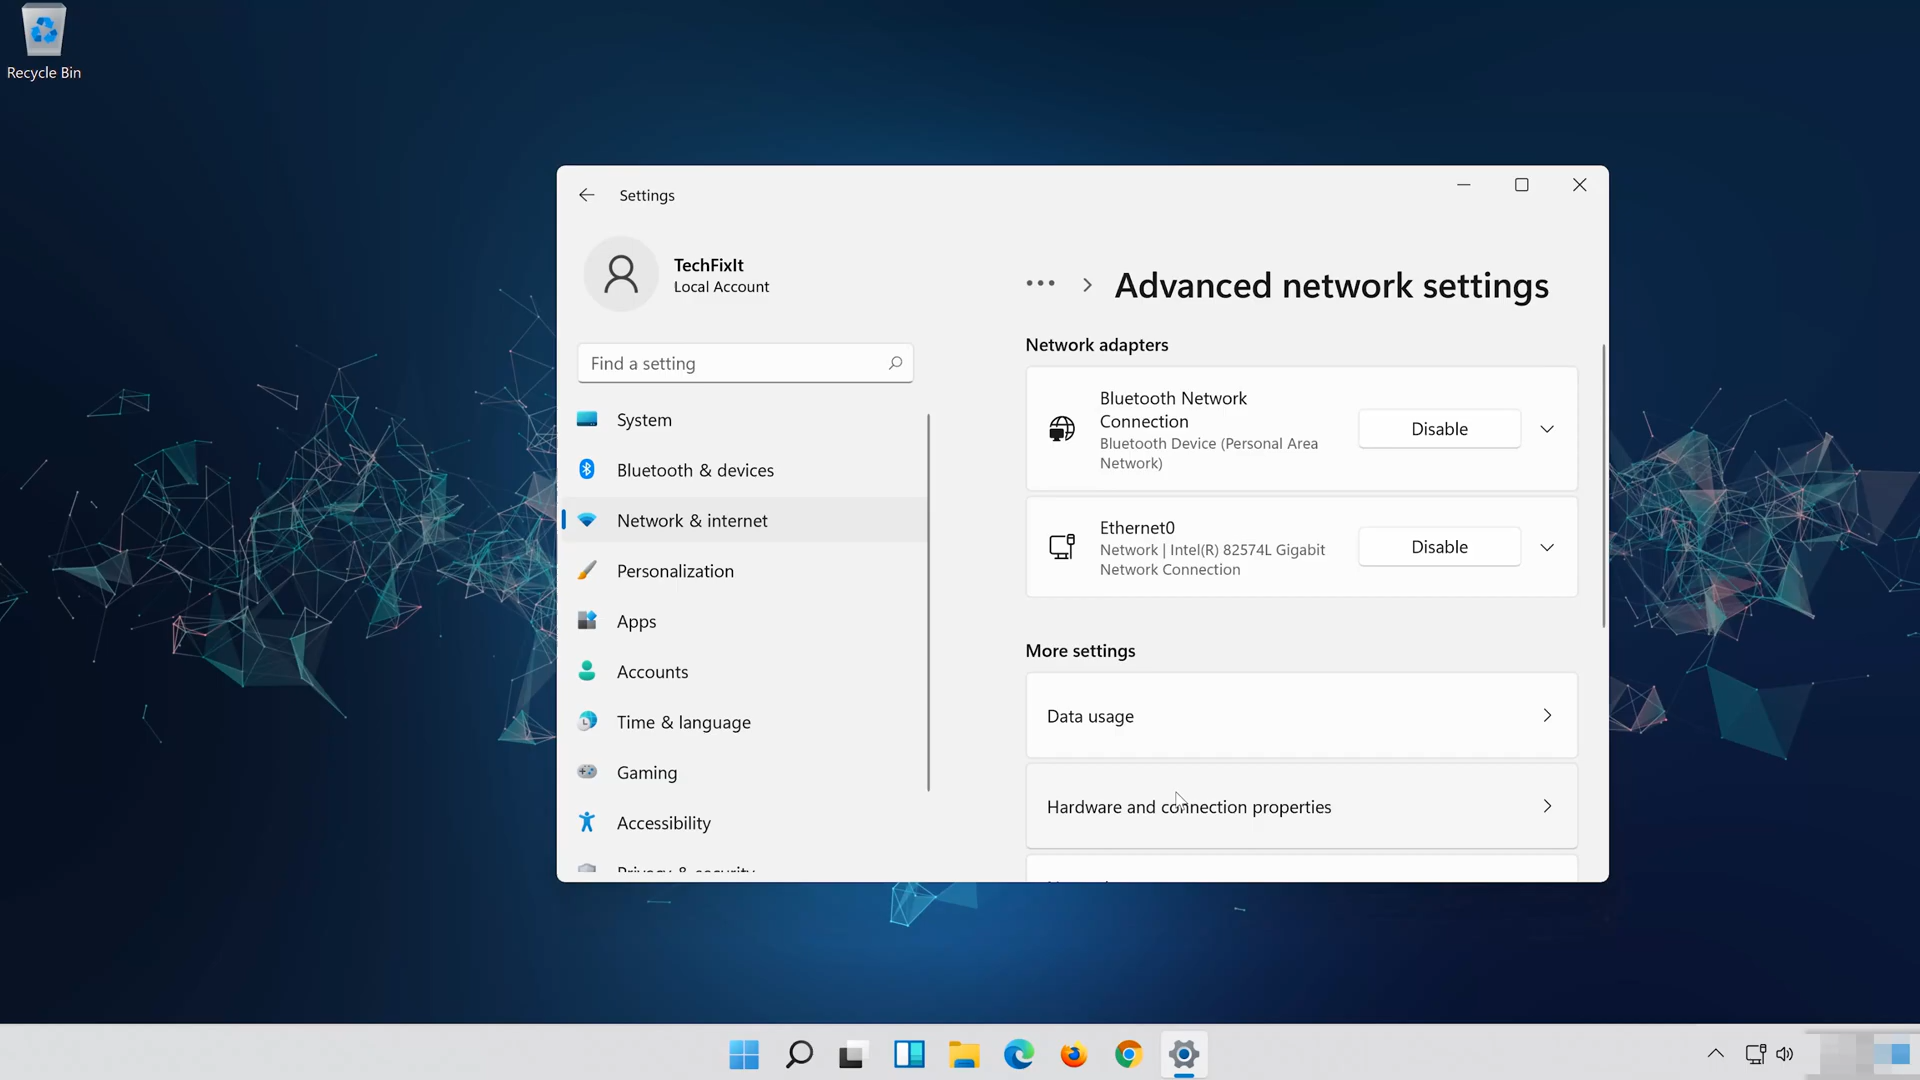 Recycle Bin
Settings
TechFixIt
Local Account
Find a setting
System
Bluetooth & devices
Network & internet
Personalization
Apps
Accounts
Time & language
Gaming
Accessibility
Privacy & security
••• > Advanced network settings
Network adapters
Bluetooth Network
Connection
Bluetooth Device (Personal Area
Network)
Disable
Ethernet0
Network | Intel(R) 82574L Gigabit
Network Connection
Disable
More settings
Data usage
Hardware and connection properties